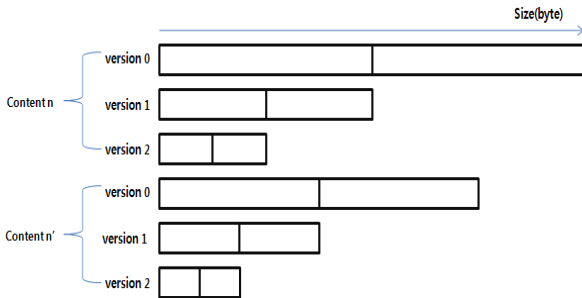 Size(byte)
version 0
Content n
version 1
version 2
version 0
Content n'
version 1
version 2